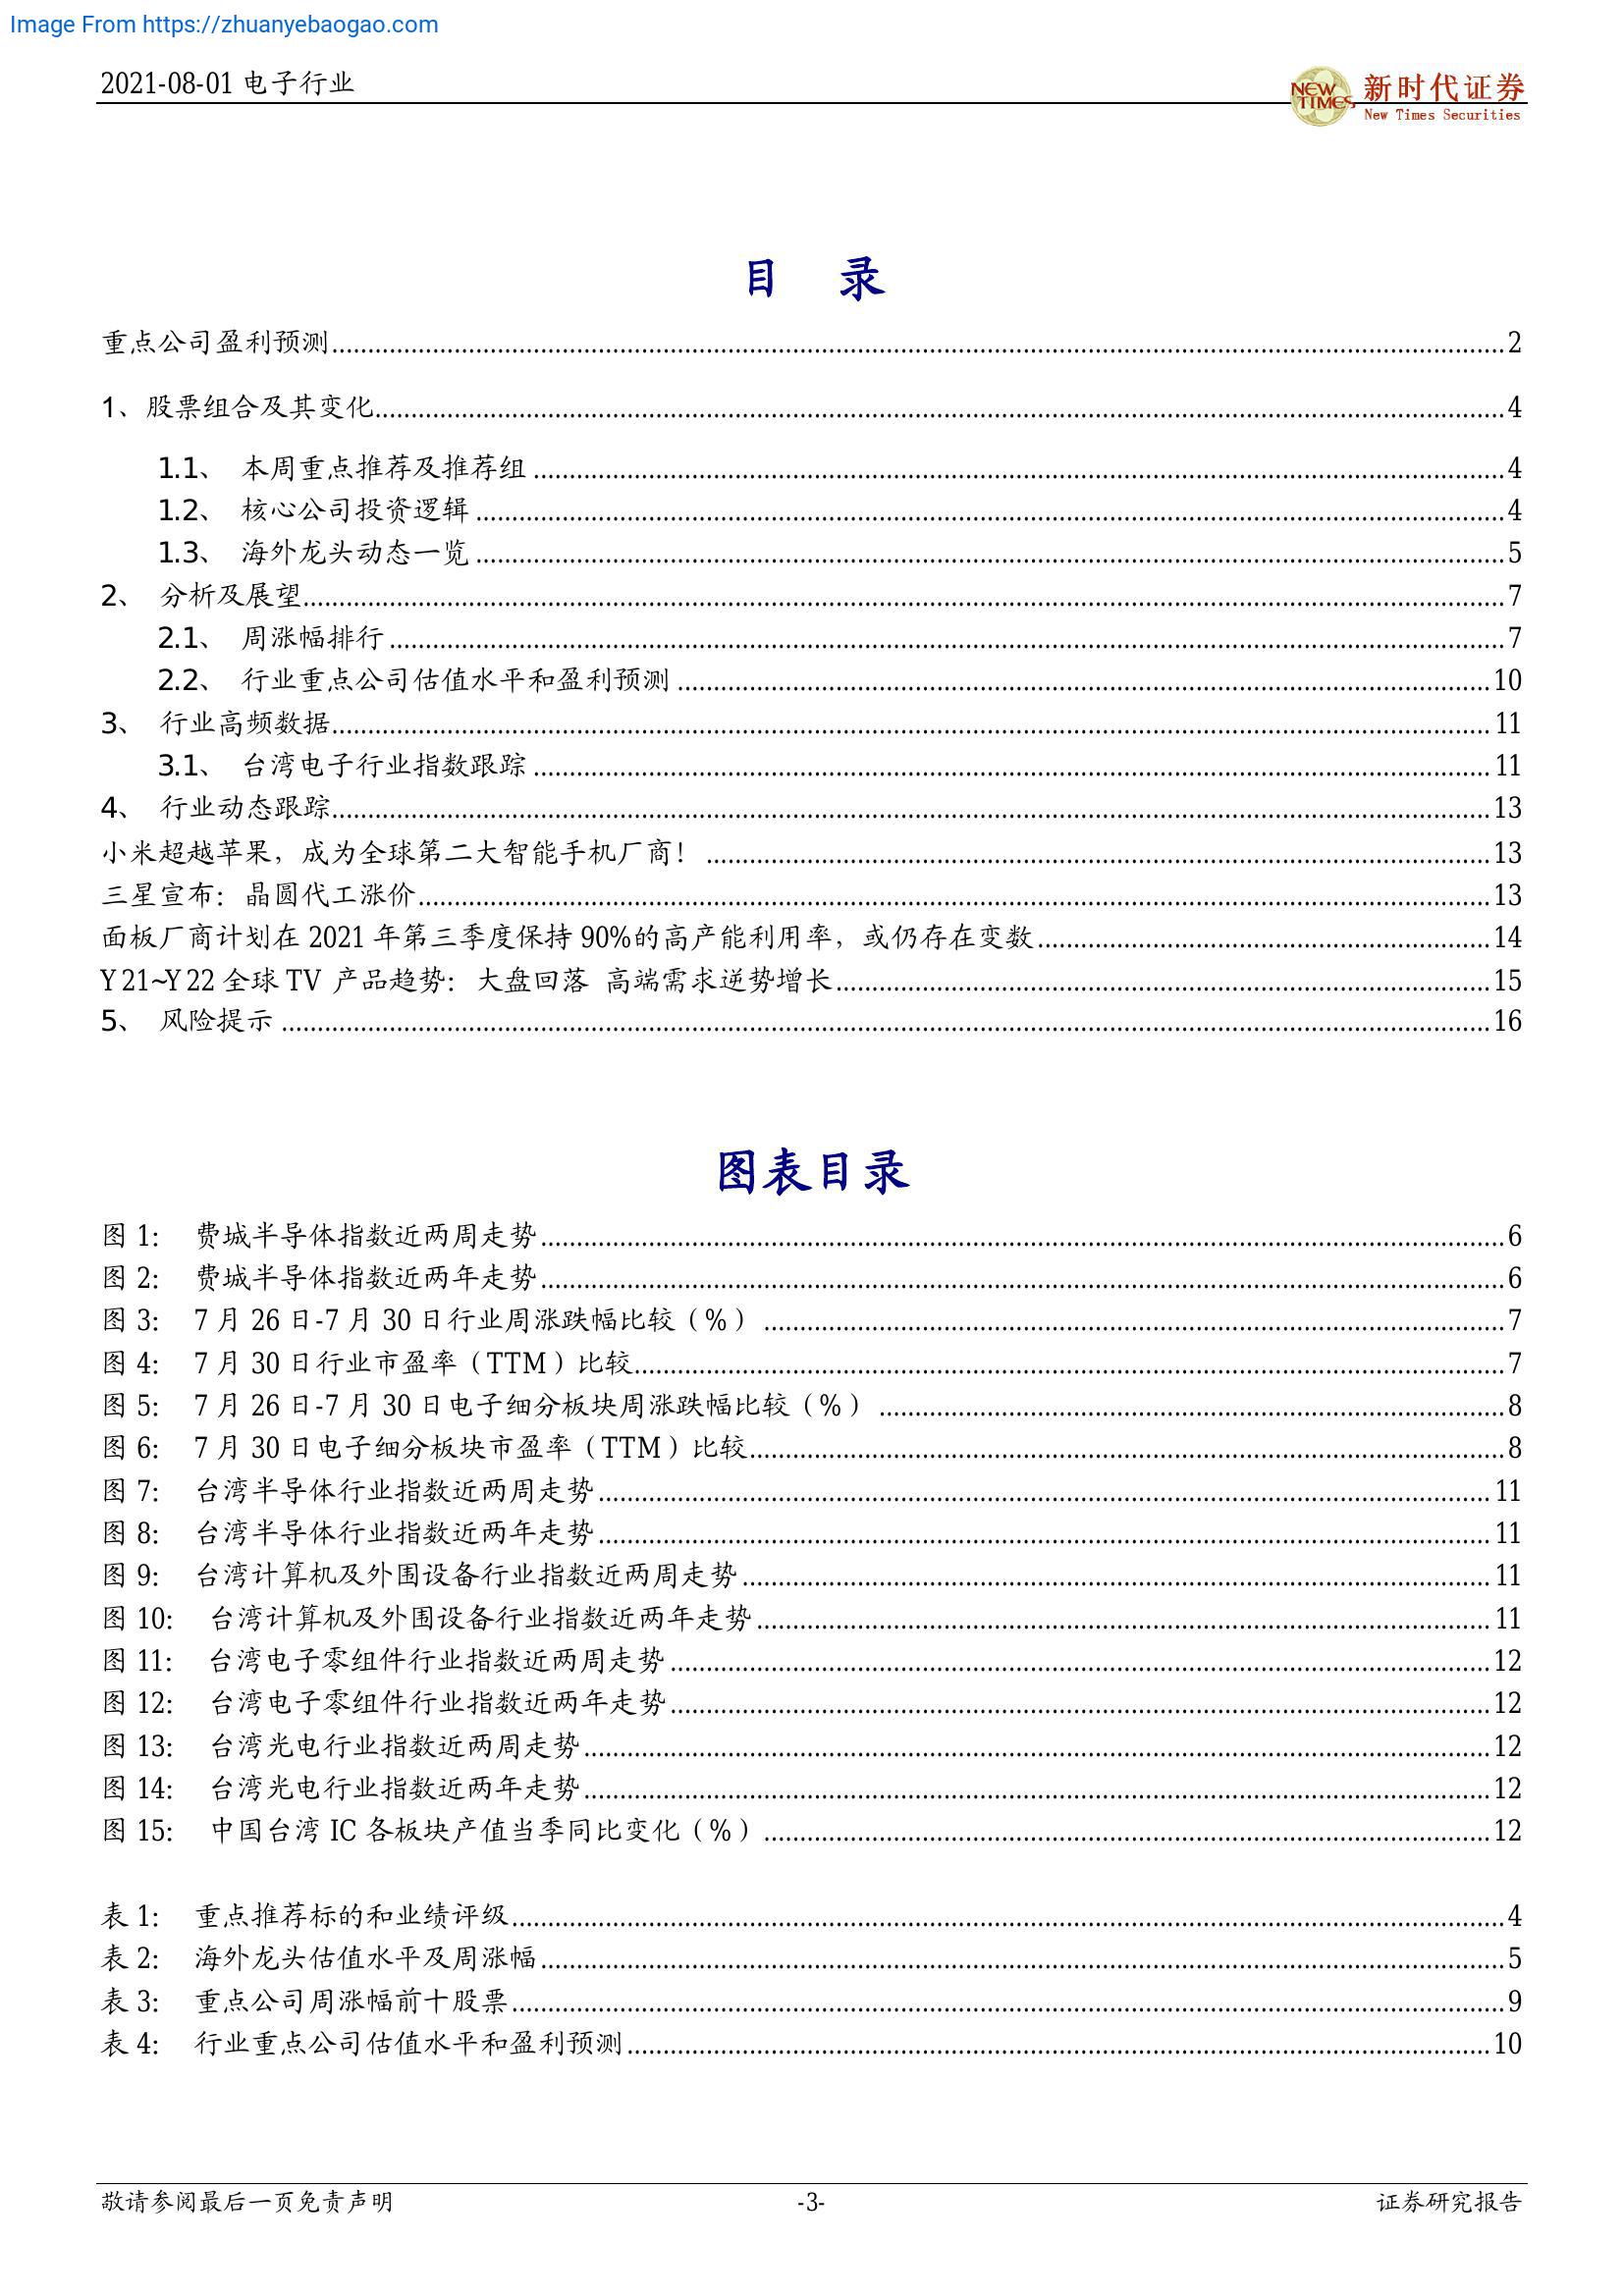 Image From https://zhuanyebaogao.com
2021-08-01 电子行业
NEW TIMES 新时代证券
New Times Securities
目 录
重点公司盈利预测 2
1、股票组合及其变化 4
1.1、 本周重点推荐及推荐组 4
1.2、 核心公司投资逻辑 4
1.3、 海外龙头动态一览 5
2、 分析及展望 7
2.1、 周涨幅排行 7
2.2、 行业重点公司估值水平和盈利预测 10
3、 行业高频数据 11
3.1、 台湾电子行业指数跟踪 11
4、 行业动态跟踪 13
小米超越苹果，成为全球第二大智能手机厂商！ 13
三星宣布：晶圆代工涨价 13
面板厂商计划在 2021 年第三季度保持 90%的高产能利用率，或仍存在变数 14
Y21~Y22 全球 TV 产品趋势：大盘回落 高端需求逆势增长 15
5、 风险提示 16
图表目录
图 1： 费城半导体指数近两周走势 6
图 2： 费城半导体指数近两年走势 6
图 3： 7 月 26 日-7 月 30 日行业周涨跌幅比较（%） 7
图 4： 7 月 30 日行业市盈率（TTM）比较 7
图 5： 7 月 26 日-7 月 30 日电子细分板块周涨跌幅比较（%） 8
图 6： 7 月 30 日电子细分板块市盈率（TTM）比较 8
图 7： 台湾半导体行业指数近两周走势 11
图 8： 台湾半导体行业指数近两年走势 11
图 9： 台湾计算机及外围设备行业指数近两周走势 11
图 10： 台湾计算机及外围设备行业指数近两年走势 11
图 11： 台湾电子零组件行业指数近两周走势 12
图 12： 台湾电子零组件行业指数近两年走势 12
图 13： 台湾光电行业指数近两周走势 12
图 14： 台湾光电行业指数近两年走势 12
图 15： 中国台湾 IC 各板块产值当季同比变化（%） 12
表 1： 重点推荐标的和业绩评级 4
表 2： 海外龙头估值水平及周涨幅 5
表 3： 重点公司周涨幅前十股票 9
表 4： 行业重点公司估值水平和盈利预测 10
敬请参阅最后一页免责声明 -3- 证券研究报告